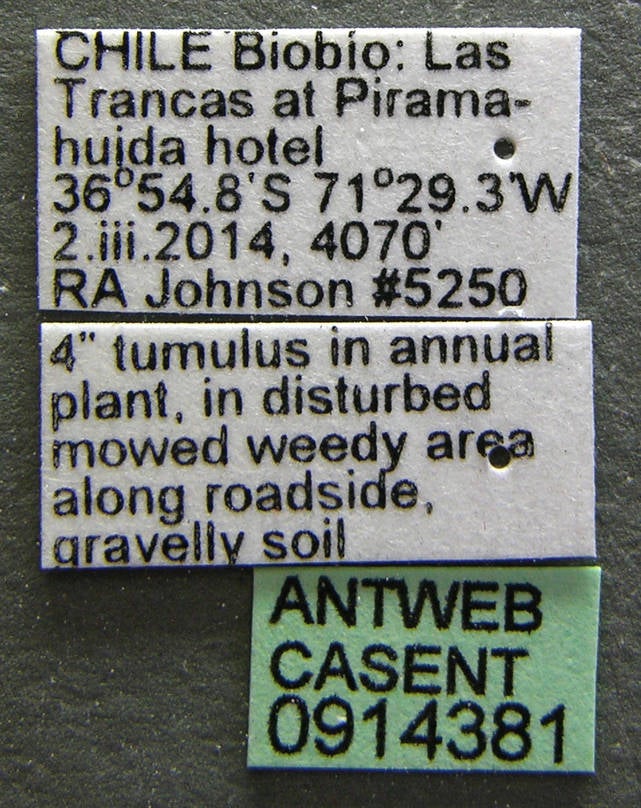 CHILE Biobío: Las
Trancas at Pirama-
huida hotel
36°54.8'S 71°29.3'W
2.iii.2014, 4070'
RA Johnson #5250
4" tumulus in annual
plant, in disturbed
mowed weedy area
along roadside,
gravelly soil
ANTWEB
CASENT
0914381